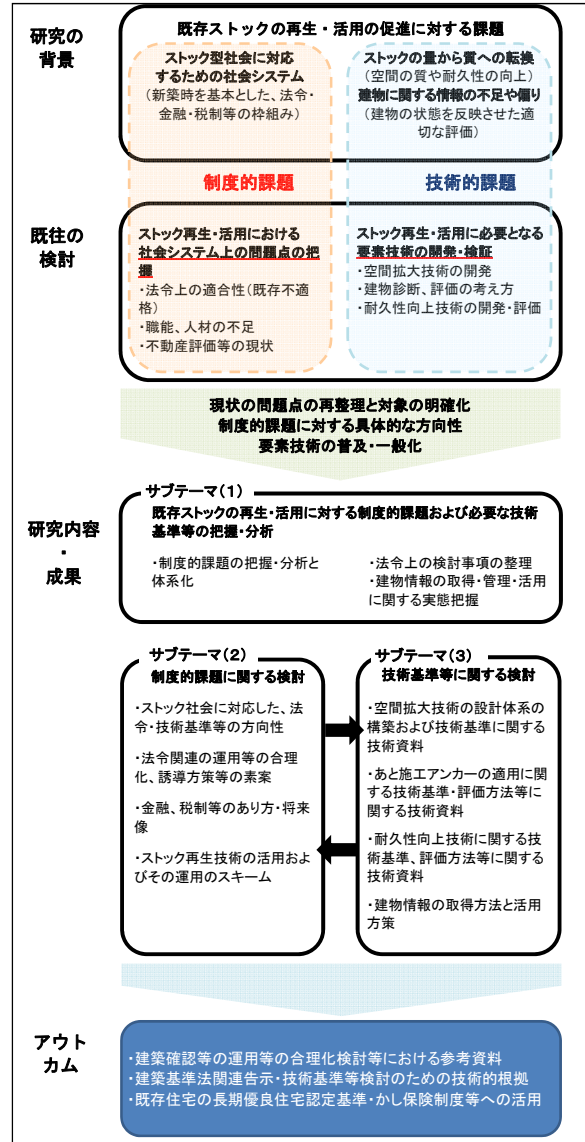 研究の
背景
既存ストックの再生・活用の促進に対する課題
ストック型社会に対応
するための社会システム
(新築時を基本とした、法令・
金融・税制等の枠組み)
ストックの量から質への転換
(空間の質や耐久性の向上)
建物に関する情報の不足や偏り
(建物の状態を反映させた適
切な評価)
制度的課題
技術的課題
既往の
検討
ストック再生・活用における
社会システム上の問題点の把
握
・法令上の適合性(既存不適
格)
・職能、人材の不足
・不動産評価等の現状
ストック再生・活用に必要となる
要素技術の開発・検証
・空間拡大技術の開発
・建物診断、評価の考え方
・耐久性向上技術の開発・評価
現状の問題点の再整理と対象の明確化
制度的課題に対する具体的な方向性
要素技術の普及・一般化
研究内容
・
成果
サブテーマ(1)
既存ストックの再生・活用に対する制度的課題および必要な技術
基準等の把握・分析
・制度的課題の把握・分析と
体系化
・法令上の検討事項の整理
・建物情報の取得・管理・活用
に関する実態把握
サブテーマ(2)
制度的課題に関する検討
・ストック社会に対応した、法
令・技術基準等の方向性
・法令関連の運用等の合理
化、誘導方策等の素案
・金融、税制等のあり方・将来
像
・ストック再生技術の活用および
その運用のスキーム
サブテーマ(3)
技術基準等に関する検討
・空間拡大技術の設計体系の
構築および技術基準に関する
技術資料
・あと施工アンカーの適用に関
する技術基準・評価方法等に
関する技術資料
・耐久性向上技術に関する技
術基準、評価方法等に関する
技術資料
・建物情報の取得方法と活用
方策
アウト
カム
・建築確認等の運用等の合理化検討等における参考資料
・建築基準法関連告示・技術基準等検討のための技術的根拠
・既存住宅の長期優良住宅認定基準・かし保険制度等への活用